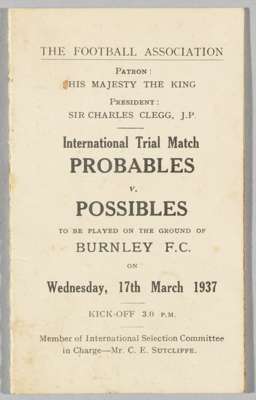 THE FOOTBALL ASSOCIATION
PATRON:
HIS MAJESTY THE KING
PRESIDENT:
SIR CHARLES CLEGG, J.P.
International Trial Match
PROBABLES
v.
POSSIBLES
TO BE PLAYED ON THE GROUND OF
BURNLEY F.C.
ON
Wednesday, 17th March 1937
KICK-OFF 3.0 P.M.
Member of International Selection Committee
in Charge—Mr. C. E. SUTCLIFFE.